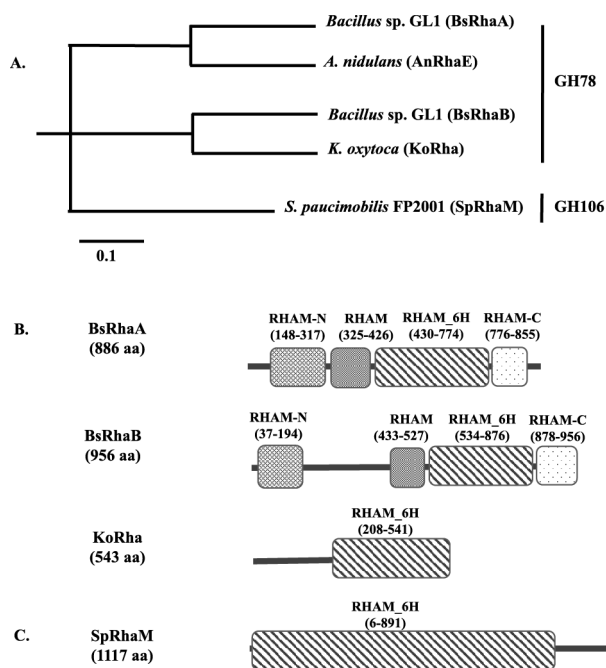 A.
Bacillus sp. GL1 (BsRhaA)
A. nidulans (AnRhaE)
GH78
Bacillus sp. GL1 (BsRhaB)
K. oxytoca (KoRha)
S. paucimobilis FP2001 (SpRhaM)
GH106
0.1
B.
BsRhaA
(886 aa)
RHAM-N
(148-317)
RHAM
(325-426)
RHAM_6H
(430-774)
RHAM-C
(776-855)
BsRhaB
(956 aa)
RHAM-N
(37-194)
RHAM
(433-527)
RHAM_6H
(534-876)
RHAM-C
(878-956)
KoRha
(543 aa)
RHAM_6H
(208-541)
C.
SpRhaM
(1117 aa)
RHAM_6H
(6-891)